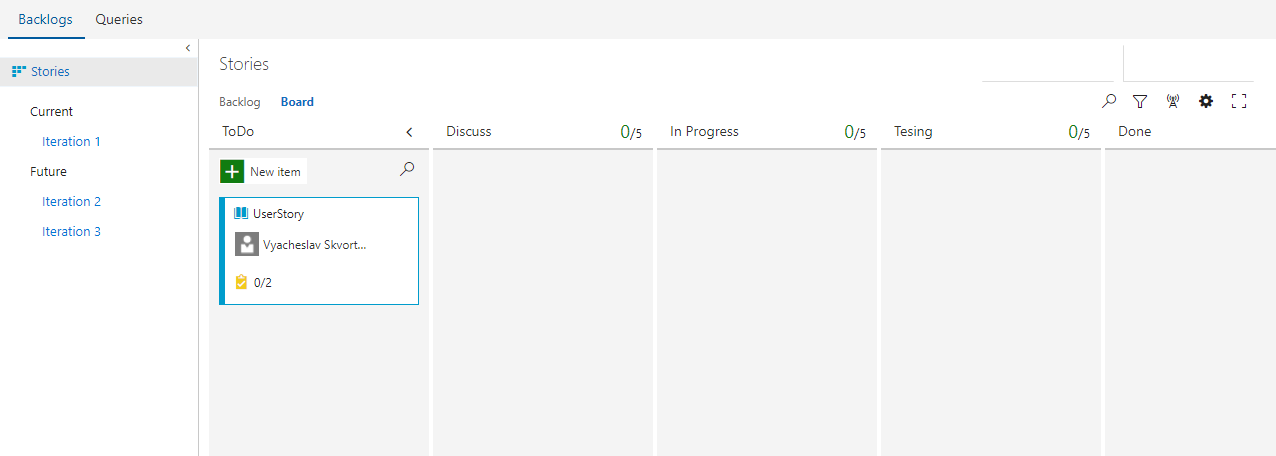 Backlogs Queries
Stories
Current
Iteration 1
Future
Iteration 2
Iteration 3
Stories
Backlog Board
ToDo Discuss 0/5 In Progress 0/5 Tesing 0/5 Done
New item
UserStory
Vyacheslav Skvort...
0/2